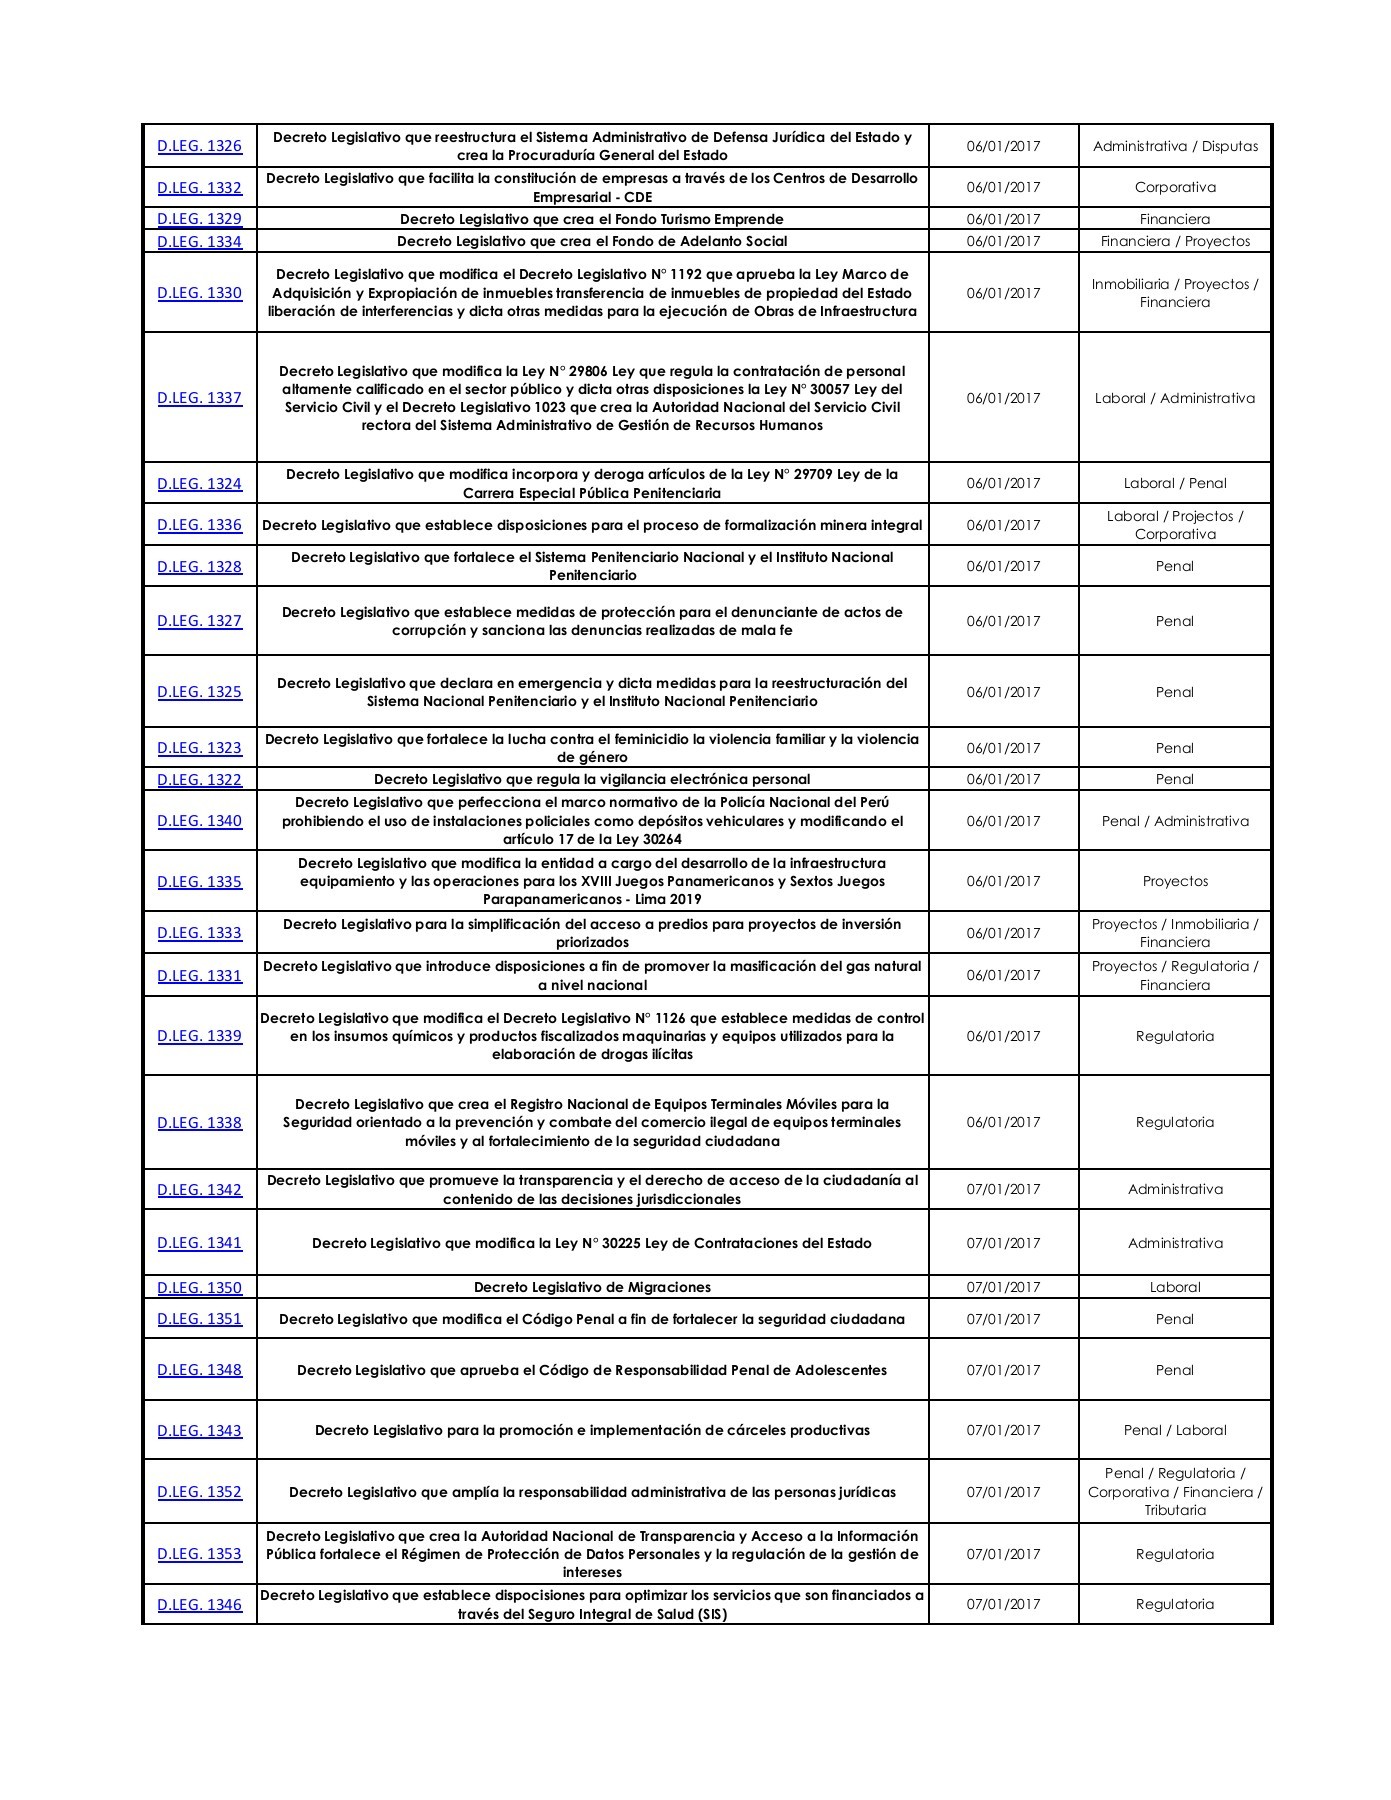 D.LEG. 1326
Decreto Legislativo que reestructura el Sistema Administrativo de Defensa Jurídica del Estado y
crea la Procuraduría General del Estado
06/01/2017
Administrativa / Disputas
D.LEG. 1332
Decreto Legislativo que facilita la constitución de empresas a través de los Centros de Desarrollo
Empresarial - CDE
06/01/2017
Corporativa
D.LEG. 1329
Decreto Legislativo que crea el Fondo Turismo Emprende
06/01/2017
Financiera
D.LEG. 1334
Decreto Legislativo que crea el Fondo de Adelanto Social
06/01/2017
Financiera / Proyectos
D.LEG. 1330
Decreto Legislativo que modifica el Decreto Legislativo N° 1192 que aprueba la Ley Marco de
Adquisición y Expropiación de inmuebles transferencia de inmuebles de propiedad del Estado
liberación de interferencias y dicta otras medidas para la ejecución de Obras de Infraestructura
06/01/2017
Inmobiliaria / Proyectos /
Financiera
D.LEG. 1337
Decreto Legislativo que modifica la Ley N° 29806 Ley que regula la contratación de personal
altamente calificado en el sector público y dicta otras disposiciones la Ley N° 30057 Ley del
Servicio Civil y el Decreto Legislativo 1023 que crea la Autoridad Nacional del Servicio Civil
rectora del Sistema Administrativo de Gestión de Recursos Humanos
06/01/2017
Laboral / Administrativa
D.LEG. 1324
Decreto Legislativo que modifica incorpora y deroga artículos de la Ley N° 29709 Ley de la
Carrera Especial Pública Penitenciaria
06/01/2017
Laboral / Penal
D.LEG. 1336
Decreto Legislativo que establece disposiciones para el proceso de formalización minera integral
06/01/2017
Laboral / Projectos /
Corporativa
D.LEG. 1328
Decreto Legislativo que fortalece el Sistema Penitenciario Nacional y el Instituto Nacional
Penitenciario
06/01/2017
Penal
D.LEG. 1327
Decreto Legislativo que establece medidas de protección para el denunciante de actos de
corrupción y sanciona las denuncias realizadas de mala fe
06/01/2017
Penal
D.LEG. 1325
Decreto Legislativo que declara en emergencia y dicta medidas para la reestructuración del
Sistema Nacional Penitenciario y el Instituto Nacional Penitenciario
06/01/2017
Penal
D.LEG. 1323
Decreto Legislativo que fortalece la lucha contra el feminicidio la violencia familiar y la violencia
de género
06/01/2017
Penal
D.LEG. 1322
Decreto Legislativo que regula la vigilancia electrónica personal
06/01/2017
Penal
D.LEG. 1340
Decreto Legislativo que perfecciona el marco normativo de la Policía Nacional del Perú
prohibiendo el uso de instalaciones policiales como depósitos vehiculares y modificando el
artículo 17 de la Ley 30264
06/01/2017
Penal / Administrativa
D.LEG. 1335
Decreto Legislativo que modifica la entidad a cargo del desarrollo de la infraestructura
equipamiento y las operaciones para los XVIII Juegos Panamericanos y Sextos Juegos
Parapanamericanos - Lima 2019
06/01/2017
Proyectos
D.LEG. 1333
Decreto Legislativo para la simplificación del acceso a predios para proyectos de inversión
priorizados
06/01/2017
Proyectos / Inmobiliaria /
Financiera
D.LEG. 1331
Decreto Legislativo que introduce disposiciones a fin de promover la masificación del gas natural
a nivel nacional
06/01/2017
Proyectos / Regulatoria /
Financiera
D.LEG. 1339
Decreto Legislativo que modifica el Decreto Legislativo N° 1126 que establece medidas de control
en los insumos químicos y productos fiscalizados maquinarias y equipos utilizados para la
elaboración de drogas ilícitas
06/01/2017
Regulatoria
D.LEG. 1338
Decreto Legislativo que crea el Registro Nacional de Equipos Terminales Móviles para la
Seguridad orientado a la prevención y combate del comercio ilegal de equipos terminales
móviles y al fortalecimiento de la seguridad ciudadana
06/01/2017
Regulatoria
D.LEG. 1342
Decreto Legislativo que promueve la transparencia y el derecho de acceso de la ciudadanía al
contenido de las decisiones jurisdiccionales
07/01/2017
Administrativa
D.LEG. 1341
Decreto Legislativo que modifica la Ley N° 30225 Ley de Contrataciones del Estado
07/01/2017
Administrativa
D.LEG. 1350
Decreto Legislativo de Migraciones
07/01/2017
Laboral
D.LEG. 1351
Decreto Legislativo que modifica el Código Penal a fin de fortalecer la seguridad ciudadana
07/01/2017
Penal
D.LEG. 1348
Decreto Legislativo que aprueba el Código de Responsabilidad Penal de Adolescentes
07/01/2017
Penal
D.LEG. 1343
Decreto Legislativo para la promoción e implementación de cárceles productivas
07/01/2017
Penal / Laboral
D.LEG. 1352
Decreto Legislativo que amplía la responsabilidad administrativa de las personas jurídicas
07/01/2017
Penal / Regulatoria /
Corporativa / Financiera /
Tributaria
D.LEG. 1353
Decreto Legislativo que crea la Autoridad Nacional de Transparencia y Acceso a la Información
Pública fortalece el Régimen de Protección de Datos Personales y la regulación de la gestión de
intereses
07/01/2017
Regulatoria
D.LEG. 1346
Decreto Legislativo que establece dispocisiones para optimizar los servicios que son financiados a
través del Seguro Integral de Salud (SIS)
07/01/2017
Regulatoria